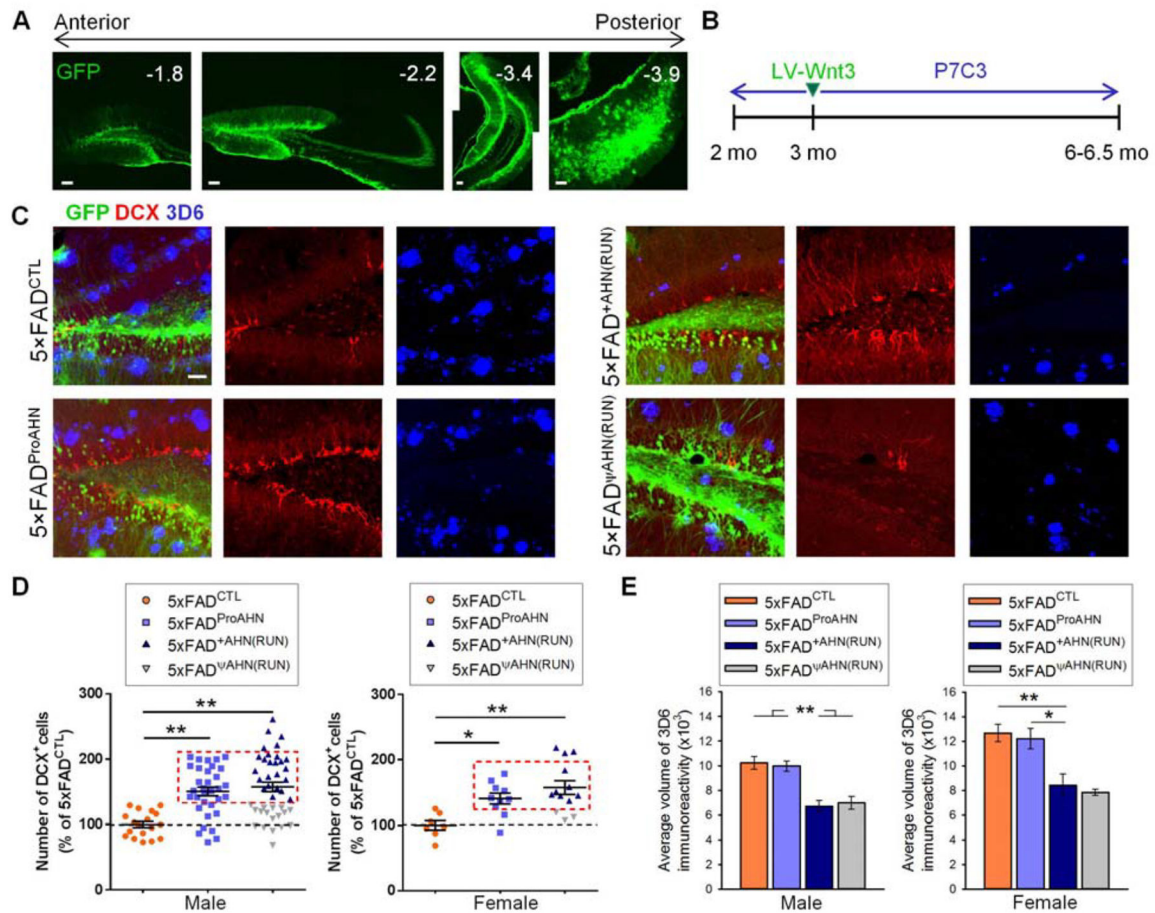 A
Anterior
Posterior
GFP
-1.8
-2.2
-3.4
-3.9
B
LV-Wnt3
P7C3
2 mo
3 mo
6-6.5 mo
C
GFP DCX 3D6
5×FAD^CTL
5×FAD^ProAHN
5×FAD^+AHN(RUN)
5×FAD^ψAHN(RUN)
D
5xFAD^CTL
5xFAD^ProAHN
5xFAD^+AHN(RUN)
5xFAD^ψAHN(RUN)
Number of DCX⁺cells
(% of 5xFAD^CTL)
300
200
100
0
**
**
Male
5xFAD^CTL
5xFAD^ProAHN
5xFAD^+AHN(RUN)
5xFAD^ψAHN(RUN)
Number of DCX⁺cells
(% of 5xFAD^CTL)
300
200
100
0
**
*
Female
E
5xFAD^CTL
5xFAD^ProAHN
5xFAD^+AHN(RUN)
5xFAD^ψAHN(RUN)
Average volume of 3D6
immunoreactivity (x10³)
16
14
12
10
8
6
4
2
0
**
Male
5xFAD^CTL
5xFAD^ProAHN
5xFAD^+AHN(RUN)
5xFAD^ψAHN(RUN)
Average volume of 3D6
immunoreactivity (x10³)
16
14
12
10
8
6
4
2
0
**
*
Female